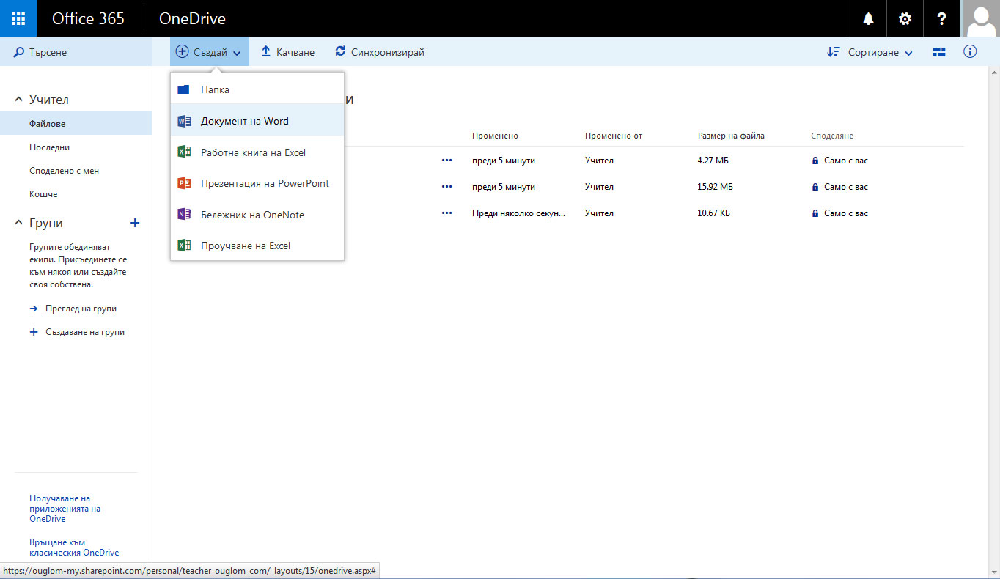 Office 365
OneDrive
?
Търсене
Създай
Качване
Синхронизирай
Сортиране
Учител
Файлове
Последни
Споделено с мен
Кошче
Групи
Групите обединяват
екипи. Присъединете се
към някоя или създайте
своя собствена.
Преглед на групи
Създаване на групи
Получаване на
приложенията на
OneDrive
Връщане към
класическия OneDrive
Папка
Документ на Word
Работна книга на Excel
Презентация на PowerPoint
Бележник на OneNote
Проучване на Excel
и
Променено Променено от Размер на файла Споделяне
преди 5 минути Учител 4.27 МБ Само с вас
преди 5 минути Учител 15.92 МБ Само с вас
Преди няколко секун... Учител 10.67 КБ Само с вас
https://ouglom-my.sharepoint.com/personal/teacher_ouglom_com/_layouts/15/onedrive.aspx#